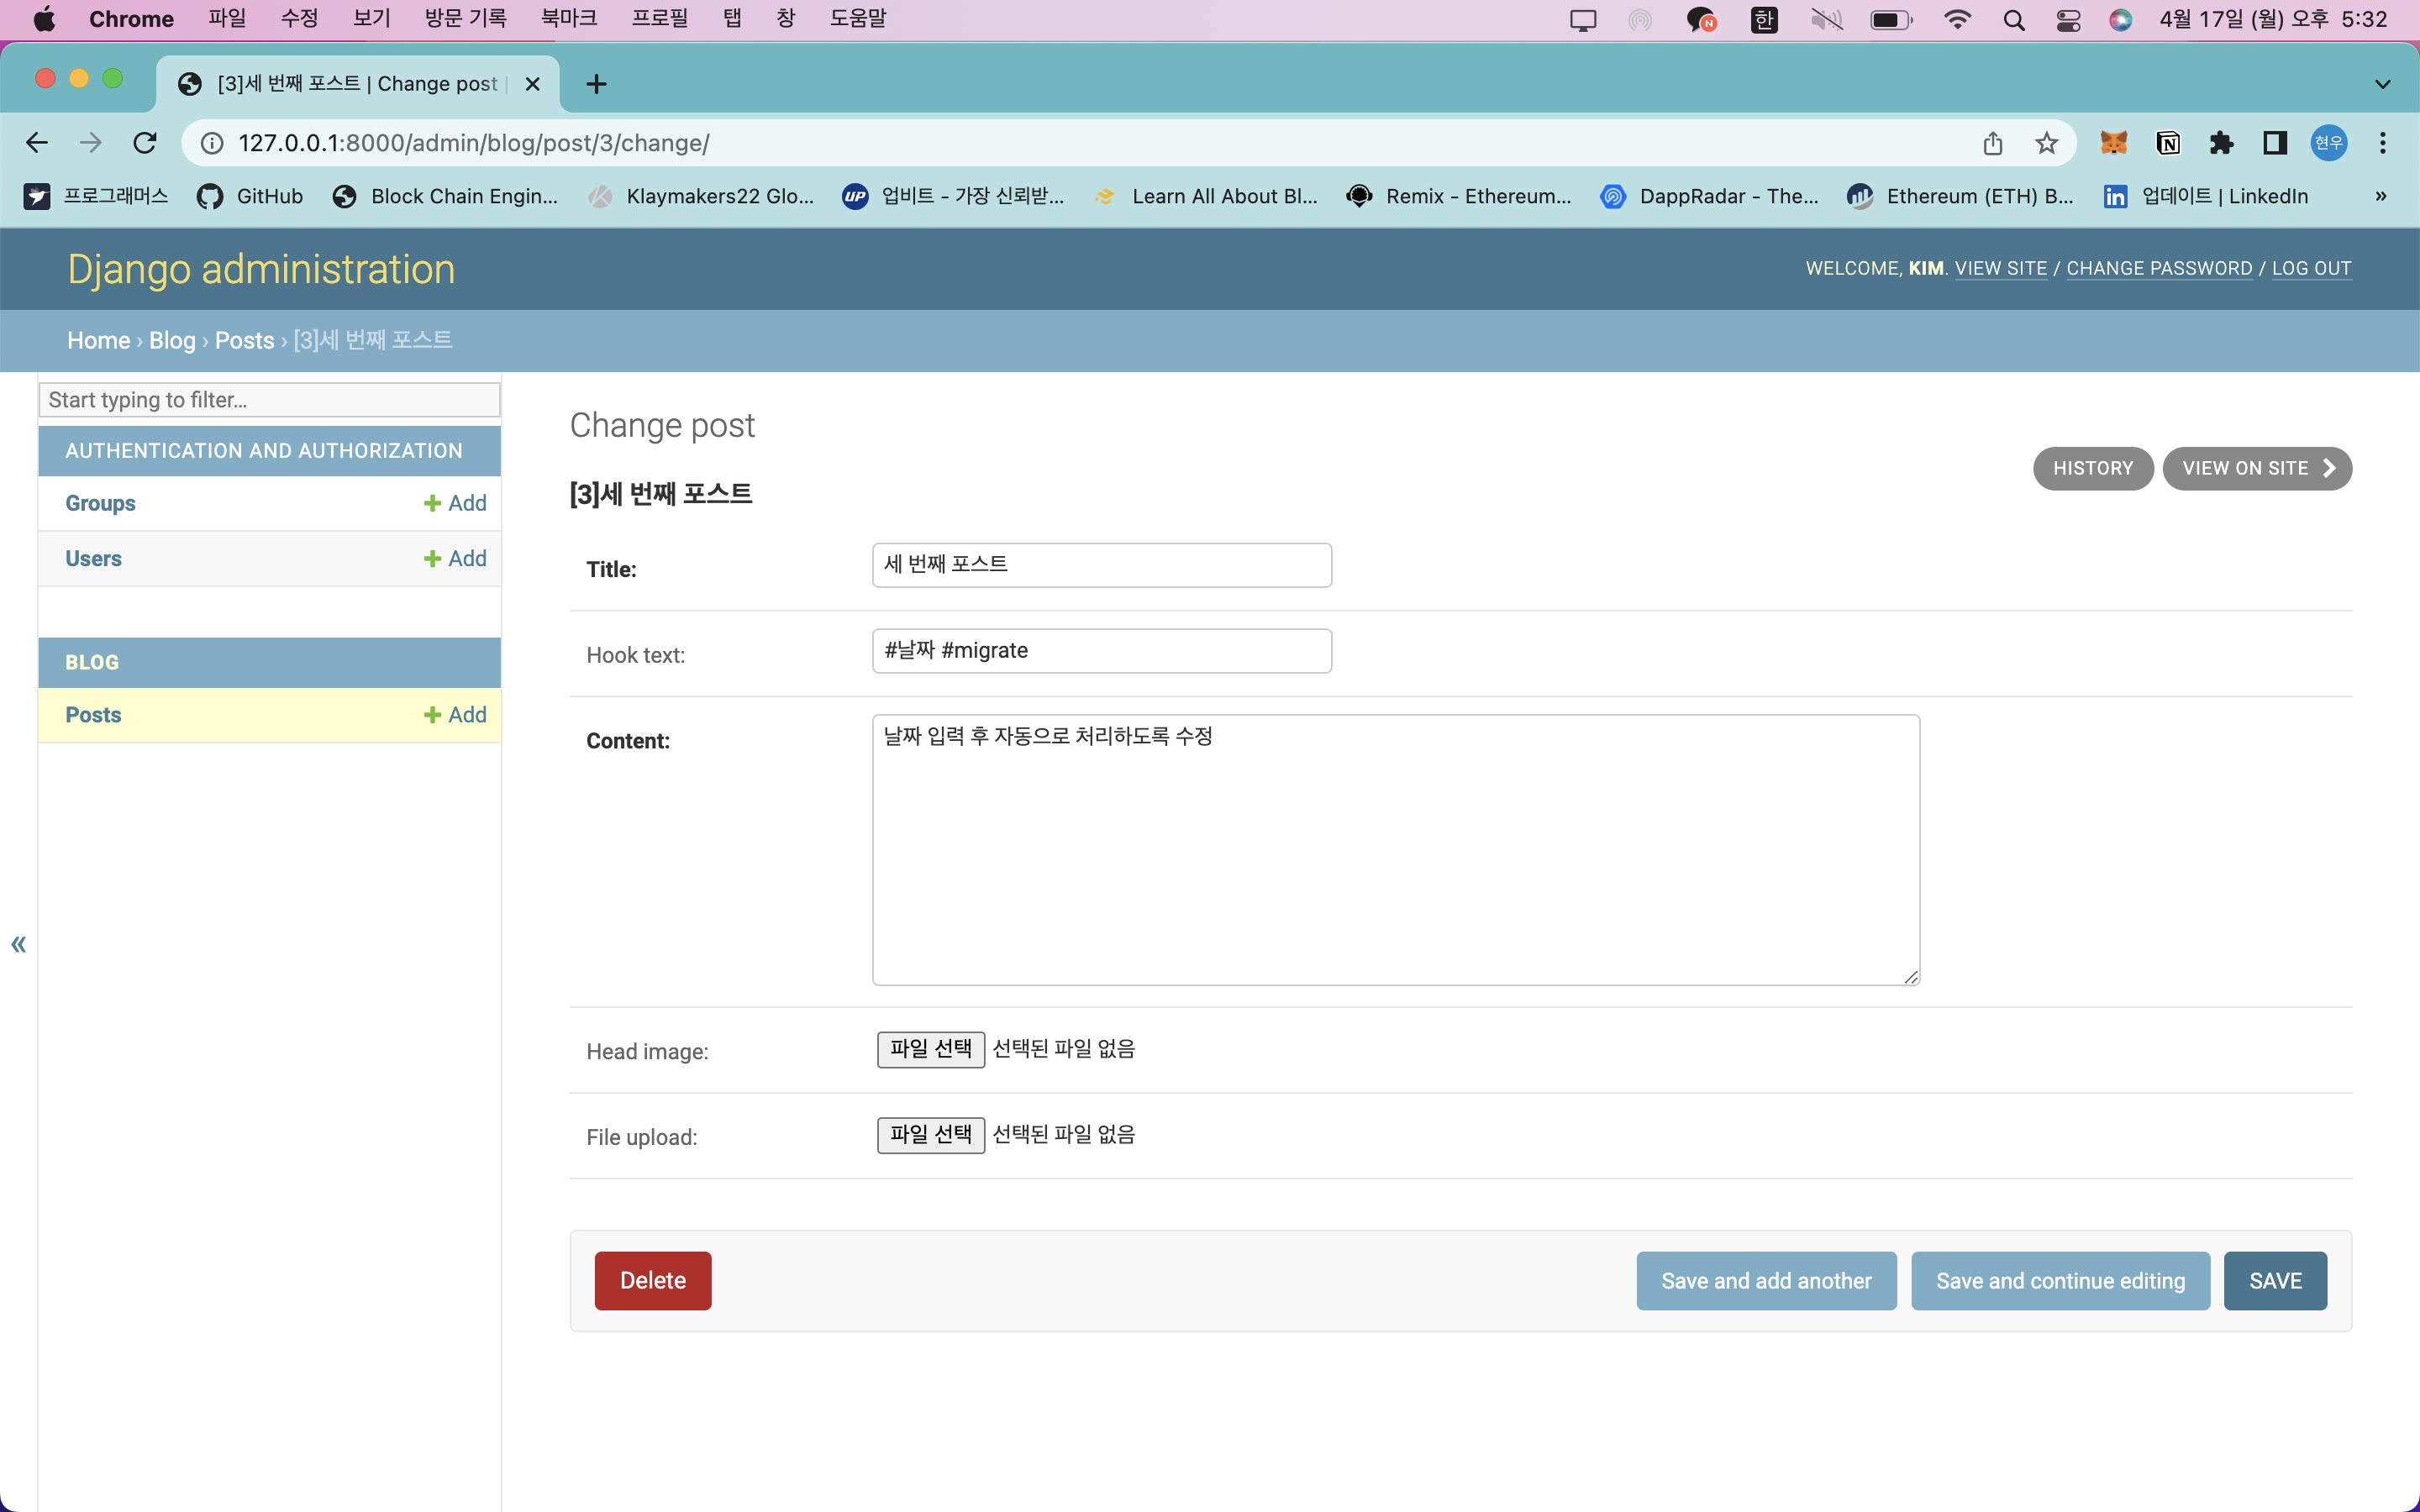 Chrome 파일 수정 보기 방문 기록 북마크 프로필 탭 창 도움말 N 한 4월 17일 (월) 오후 5:32
[3]세 번째 포스트 | Change post |
127.0.0.1:8000/admin/blog/post/3/change/ 현우
프로그래머스 GitHub Block Chain Engin... Klaymakers22 Glo... UP 업비트 - 가장 신뢰받... Learn All About Bl... Remix - Ethereum... DappRadar - The... Ethereum (ETH) B... in 업데이트 | LinkedIn »
Django administration
WELCOME, KIM. VIEW SITE / CHANGE PASSWORD / LOG OUT
Home › Blog › Posts › [3]세 번째 포스트
Start typing to filter...
AUTHENTICATION AND AUTHORIZATION
Groups + Add
Users + Add
BLOG
Posts + Add
«
Change post
HISTORY VIEW ON SITE
[3]세 번째 포스트
Title: 세 번째 포스트
Hook text: #날짜 #migrate
Content: 날짜 입력 후 자동으로 처리하도록 수정
Head image: 파일 선택 선택된 파일 없음
File upload: 파일 선택 선택된 파일 없음
Delete Save and add another Save and continue editing SAVE